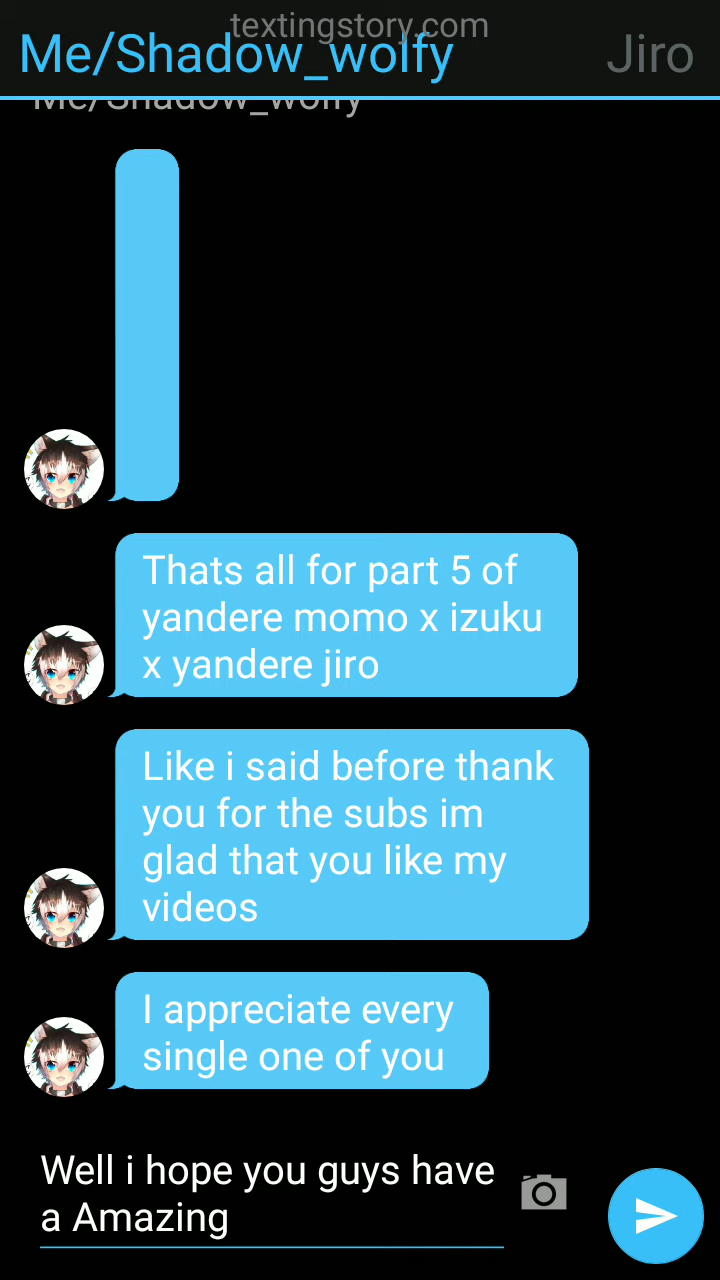 textingstory.com
Me/Shadow_wolfy
Jiro
Me/Shadow_wolfy
Thats all for part 5 of
yandere momo x izuku
x yandere jiro
Like i said before thank
you for the subs im
glad that you like my
videos
I appreciate every
single one of you
Well i hope you guys have
a Amazing